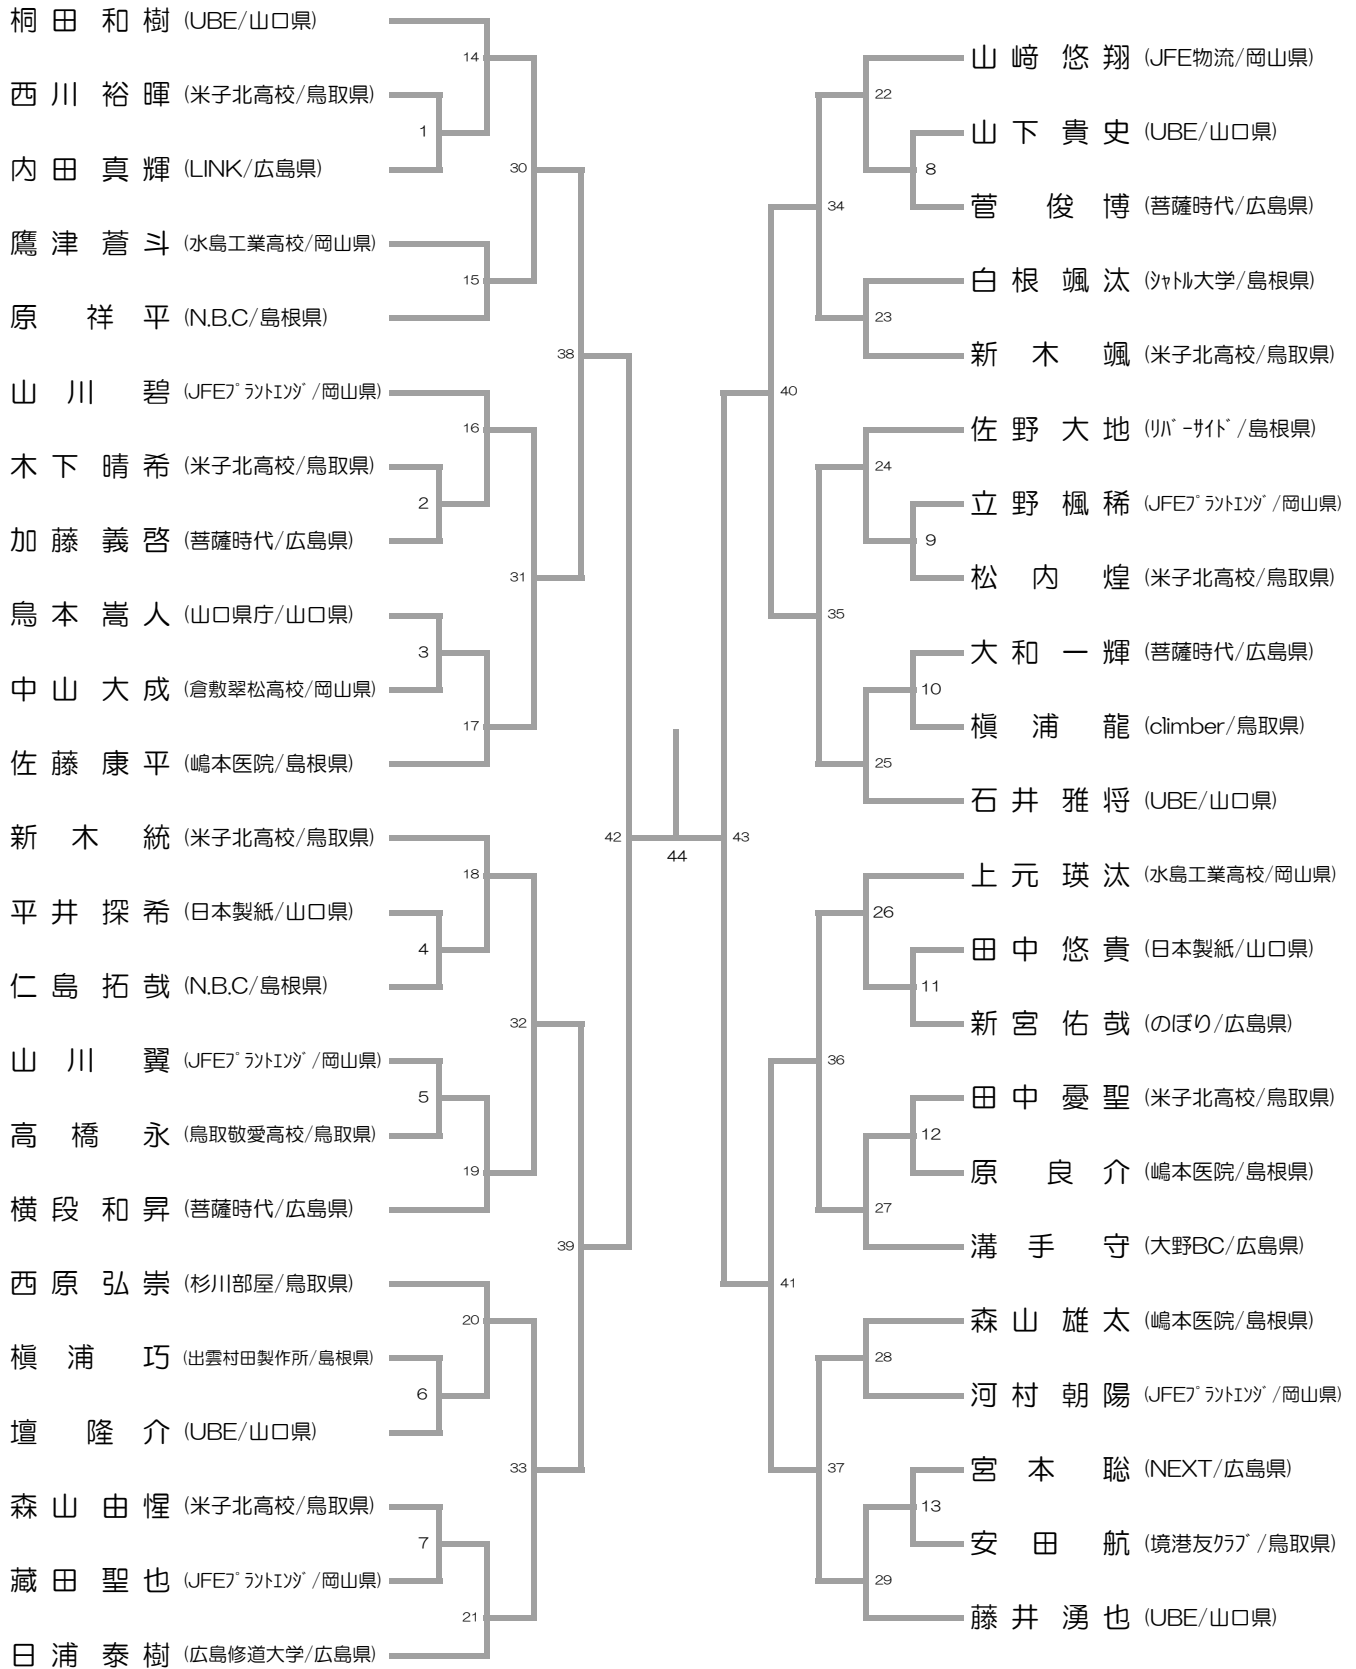 桐田 和樹 (UBE/山口県)
14
西川 裕暉 (米子北高校/鳥取県)
1
内田 真輝 (LINK/広島県)
30
鷹津 蒼斗 (水島工業高校/岡山県)
15
原 祥平 (N.B.C/島根県)
38
山川 碧 (JFEﾌﾟﾗﾝﾄｴﾝｼﾞ/岡山県)
16
木下 晴希 (米子北高校/鳥取県)
2
加藤 義啓 (菩薩時代/広島県)
31
鳥本 嵩人 (山口県庁/山口県)
3
中山 大成 (倉敷翠松高校/岡山県)
17
佐藤 康平 (嶋本医院/島根県)
新木 統 (米子北高校/鳥取県)
42
18
平井 探希 (日本製紙/山口県)
4
仁島 拓哉 (N.B.C/島根県)
32
山川 翼 (JFEﾌﾟﾗﾝﾄｴﾝｼﾞ/岡山県)
5
高橋 永 (鳥取敬愛高校/鳥取県)
19
横段 和昇 (菩薩時代/広島県)
39
西原 弘崇 (杉川部屋/鳥取県)
20
槇浦 巧 (出雲村田製作所/島根県)
6
壇 隆介 (UBE/山口県)
33
森山 由惺 (米子北高校/鳥取県)
7
藏田 聖也 (JFEﾌﾟﾗﾝﾄｴﾝｼﾞ/岡山県)
21
日浦 泰樹 (広島修道大学/広島県)
44
山﨑 悠翔 (JFE物流/岡山県)
22
山下 貴史 (UBE/山口県)
8
菅 俊博 (菩薩時代/広島県)
34
白根 颯汰 (ｼｬﾄﾙ大学/島根県)
23
新木 颯 (米子北高校/鳥取県)
40
佐野 大地 (ﾘﾊﾞｰｻｲﾄﾞ/島根県)
24
立野 楓稀 (JFEﾌﾟﾗﾝﾄｴﾝｼﾞ/岡山県)
9
松内 煌 (米子北高校/鳥取県)
35
大和 一輝 (菩薩時代/広島県)
10
槇浦 龍 (climber/鳥取県)
25
石井 雅将 (UBE/山口県)
43
上元 瑛汰 (水島工業高校/岡山県)
26
田中 悠貴 (日本製紙/山口県)
11
新宮 佑哉 (のぼり/広島県)
36
田中 憂聖 (米子北高校/鳥取県)
12
原 良介 (嶋本医院/島根県)
27
溝手 守 (大野BC/広島県)
41
森山 雄太 (嶋本医院/島根県)
28
河村 朝陽 (JFEﾌﾟﾗﾝﾄｴﾝｼﾞ/岡山県)
37
宮本 聡 (NEXT/広島県)
13
安田 航 (境港友ｸﾗﾌﾞ/鳥取県)
29
藤井 湧也 (UBE/山口県)